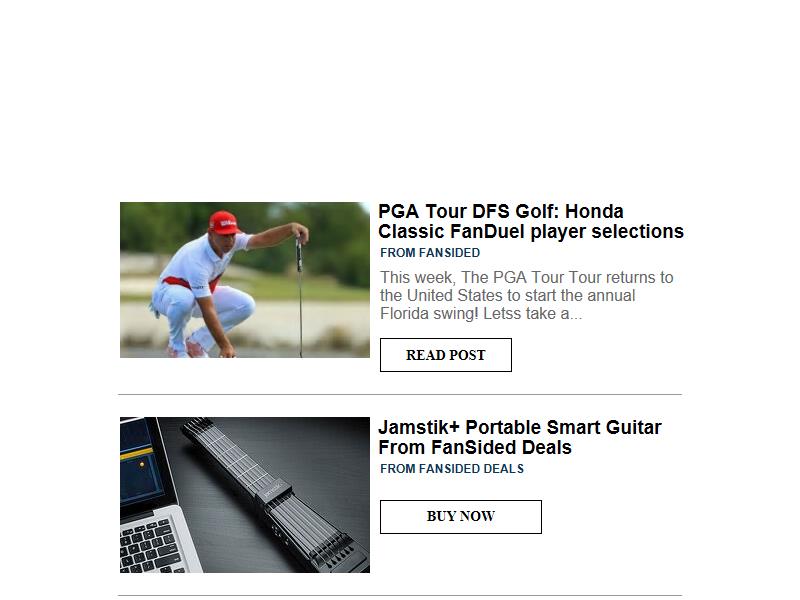 PGA Tour DFS Golf: Honda
Classic FanDuel player selections
FROM FANSIDED
This week, The PGA Tour Tour returns to
the United States to start the annual
Florida swing! Letss take a...
READ POST
Jamstik+ Portable Smart Guitar
From FanSided Deals
FROM FANSIDED DEALS
BUY NOW